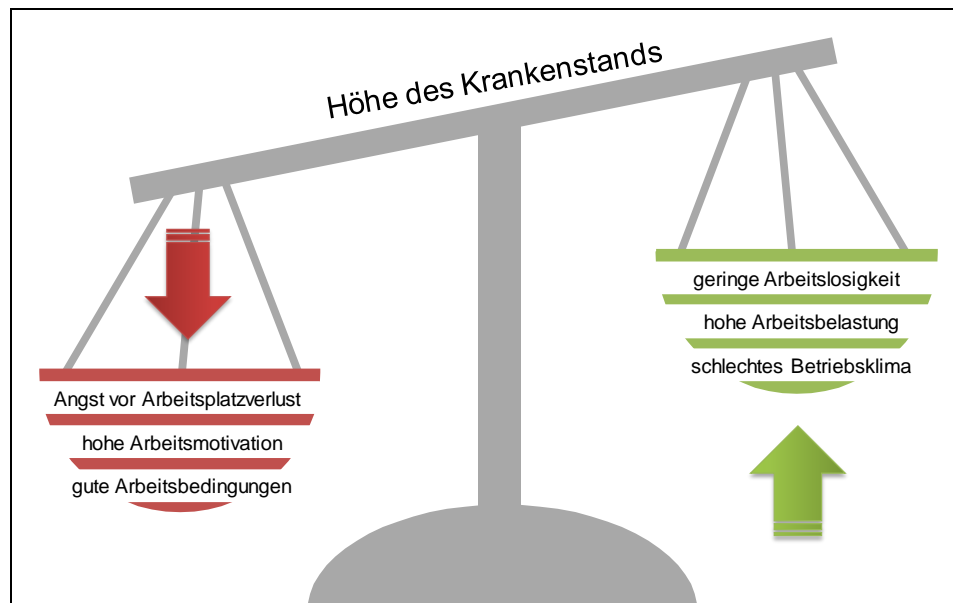 Höhe des Krankenstands
geringe Arbeitslosigkeit
hohe Arbeitsbelastung
schlechtes Betriebsklima
Angst vor Arbeitsplatzverlust
hohe Arbeitsmotivation
gute Arbeitsbedingungen